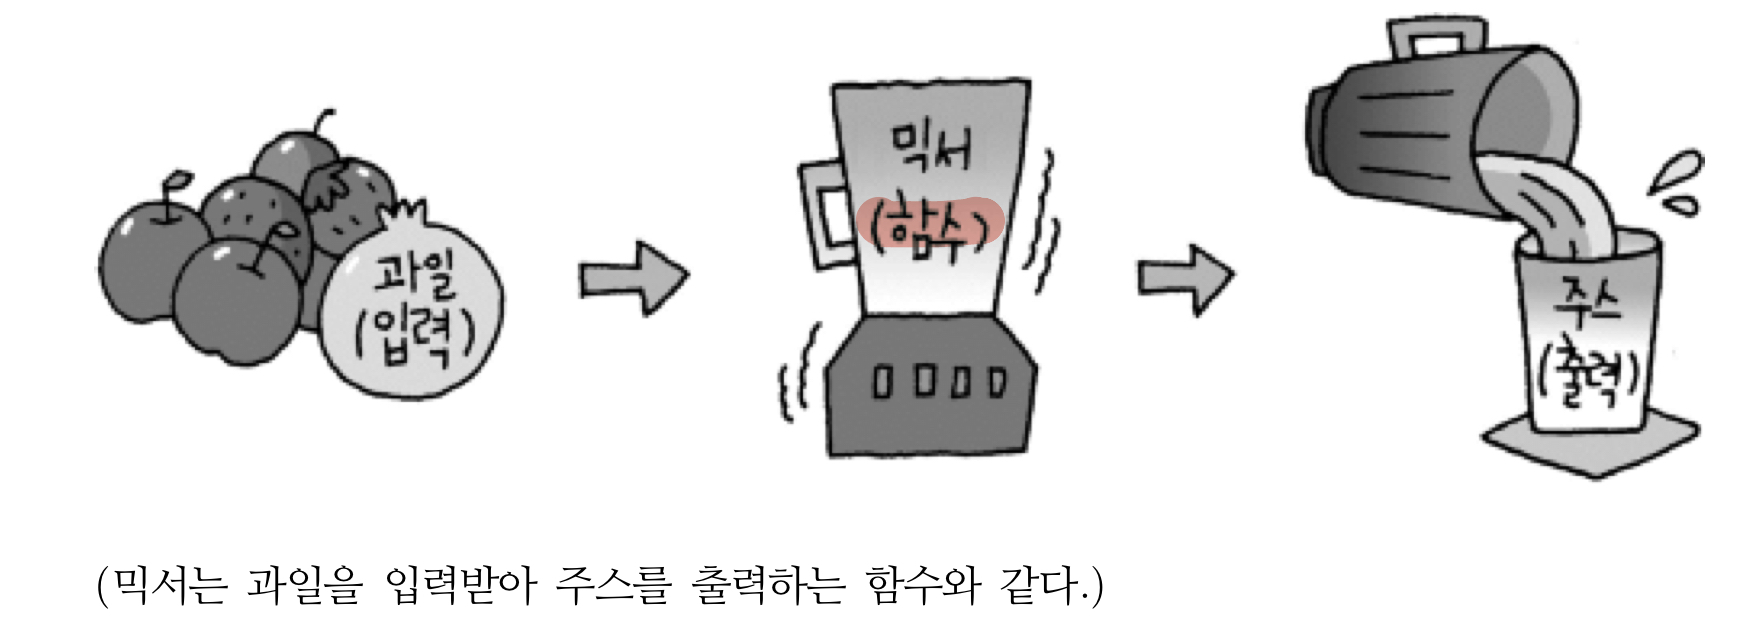 과일
(입력)
믹서
(함수)
주스
(출력)
(믹서는 과일을 입력받아 주스를 출력하는 함수와 같다.)